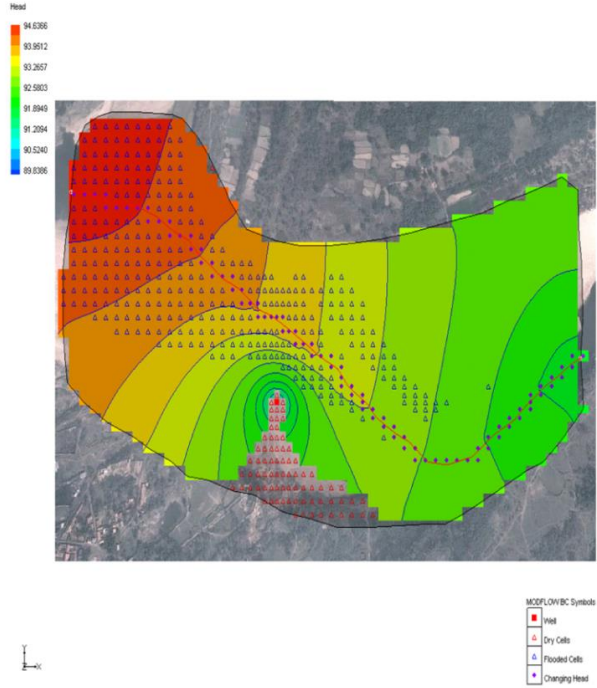 Head
94.6366
93.9512
93.2657
92.5803
91.8949
91.2094
90.5240
89.8386
Y
Z X
MODFLOW BC Symbols
Well
Dry Cells
Flooded Cells
Changing Head